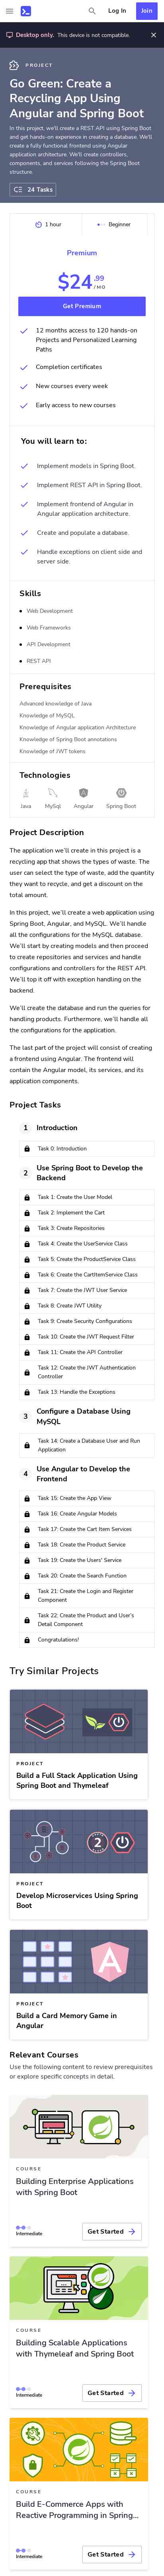 Log In
Join
Desktop only. This device is not compatible.
PROJECT
Go Green: Create a
Recycling App Using
Angular and Spring Boot
In this project, we'll create a REST API using Spring Boot
and get hands-on experience in creating a database. We'll
create a fully functional frontend using Angular
application architecture. We'll create controllers,
components, and services following the Spring Boot
structure.
24 Tasks
1 hour
Beginner
Premium
$24.99
/MO
Get Premium
12 months access to 120 hands-on
Projects and Personalized Learning
Paths
Completion certificates
New courses every week
Early access to new courses
You will learn to:
Implement models in Spring Boot.
Implement REST API in Spring Boot.
Implement frontend of Angular in
Angular application architecture.
Create and populate a database.
Handle exceptions on client side and
server side.
Skills
Web Development
Web Frameworks
API Development
REST API
Prerequisites
Advanced knowledge of Java
Knowledge of MySQL
Knowledge of Angular application Architecture
Knowledge of Spring Boot annotations
Knowledge of JWT tokens
Technologies
Java
MySql
Angular
Spring Boot
Project Description
The application we'll create in this project is a
recycling app that shows the types of waste. The
user can select the type of waste, add the quantity
they want to recycle, and get a discount on the
total amount.
In this project, we'll create a web application using
Spring Boot, Angular, and MySQL. We'll handle
all the configurations for the MySQL database.
We'll start by creating models and then proceed
to create repositories and services and handle
configurations and controllers for the REST API.
We'll top it off with exception handling on the
backend.
We'll create the database and run the queries for
handling products. Furthermore, we'll handle all
the configurations for the application.
The last part of the project will consist of creating
a frontend using Angular. The frontend will
contain the Angular model, services, and its
application components.
Project Tasks
1 Introduction
Task 0: Introduction
2 Use Spring Boot to Develop the
Backend
Task 1: Create the User Model
Task 2: Implement the Cart
Task 3: Create Repositories
Task 4: Create the UserService Class
Task 5: Create the ProductService Class
Task 6: Create the CartItemService Class
Task 7: Create the JWT User Service
Task 8: Create JWT Utility
Task 9: Create Security Configurations
Task 10: Create the JWT Request Filter
Task 11: Create the API Controller
Task 12: Create the JWT Authentication
Controller
Task 13: Handle the Exceptions
3 Configure a Database Using
MySQL
Task 14: Create a Database User and Run
Application
4 Use Angular to Develop the
Frontend
Task 15: Create the App View
Task 16: Create Angular Models
Task 17: Create the Cart Item Services
Task 18: Create the Product Service
Task 19: Create the Users' Service
Task 20: Create the Search Function
Task 21: Create the Login and Register
Component
Task 22: Create the Product and User's
Detail Component
Congratulations!
Try Similar Projects
PROJECT
Build a Full Stack Application Using
Spring Boot and Thymeleaf
2
PROJECT
Develop Microservices Using Spring
Boot
A
PROJECT
Build a Card Memory Game in
Angular
Relevant Courses
Use the following content to review prerequisites
or explore specific concepts in detail.
COURSE
Building Enterprise Applications
with Spring Boot
Intermediate
Get Started
COURSE
Building Scalable Applications
with Thymeleaf and Spring Boot
Intermediate
Get Started
COURSE
Build E-Commerce Apps with
Reactive Programming in Spring...
Intermediate
Get Started